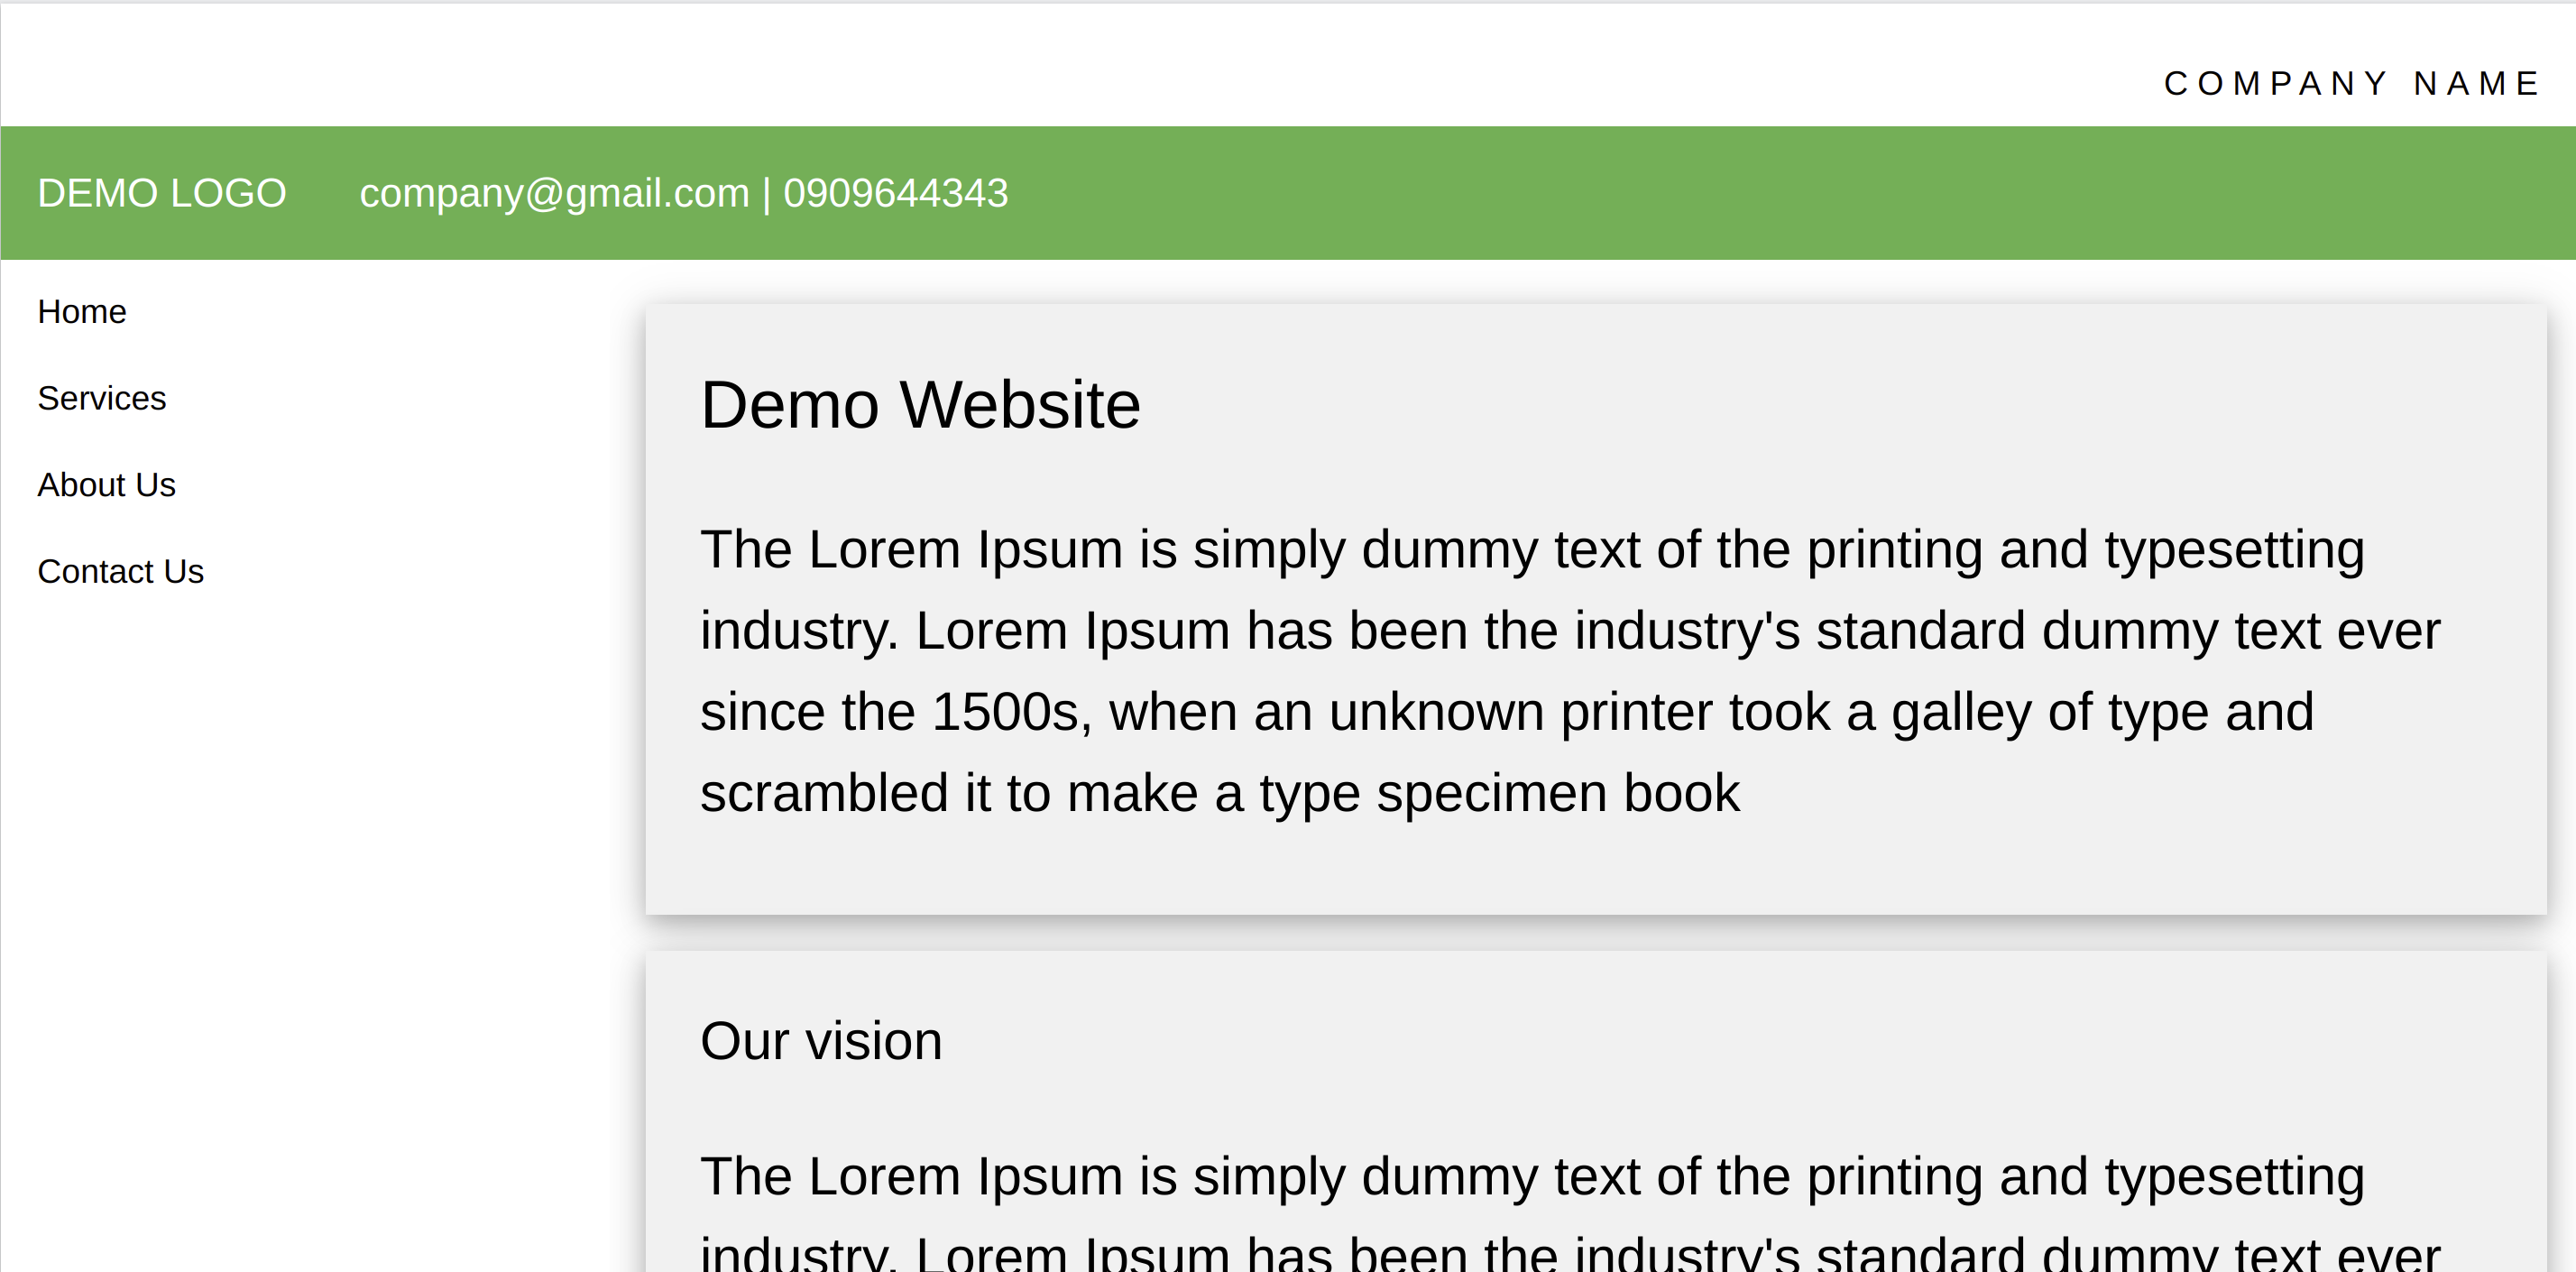 COMPANY NAME
DEMO LOGO company@gmail.com | 0909644343
Home
Services
About Us
Contact Us
Demo Website
The Lorem Ipsum is simply dummy text of the printing and typesetting
industry. Lorem Ipsum has been the industry's standard dummy text ever
since the 1500s, when an unknown printer took a galley of type and
scrambled it to make a type specimen book
Our vision
The Lorem Ipsum is simply dummy text of the printing and typesetting
industry. Lorem Ipsum has been the industry's standard dummy text ever